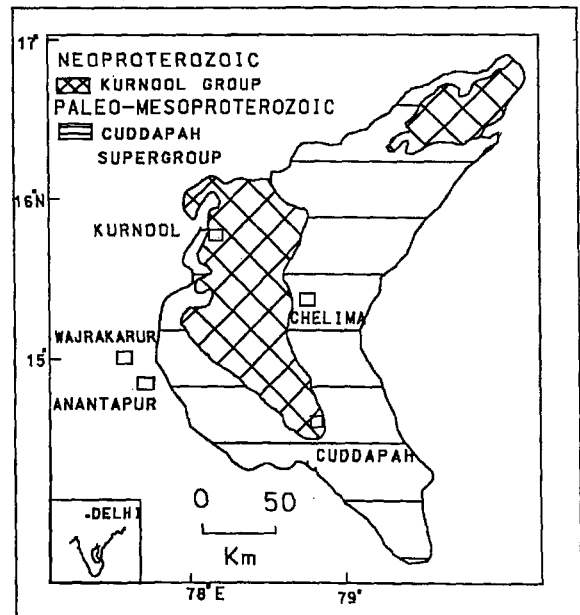 17°
NEOPROTEROZOIC
KURNOOL GROUP
PALEO-MESOPROTEROZOIC
CUDDAPAH
SUPERGROUP
16°N
KURNOOL
CHELIMA
WAJRAKARUR
15°
ANANTAPUR
CUDDAPAH
0 50
Km
DELHI
14°
78°E 79°